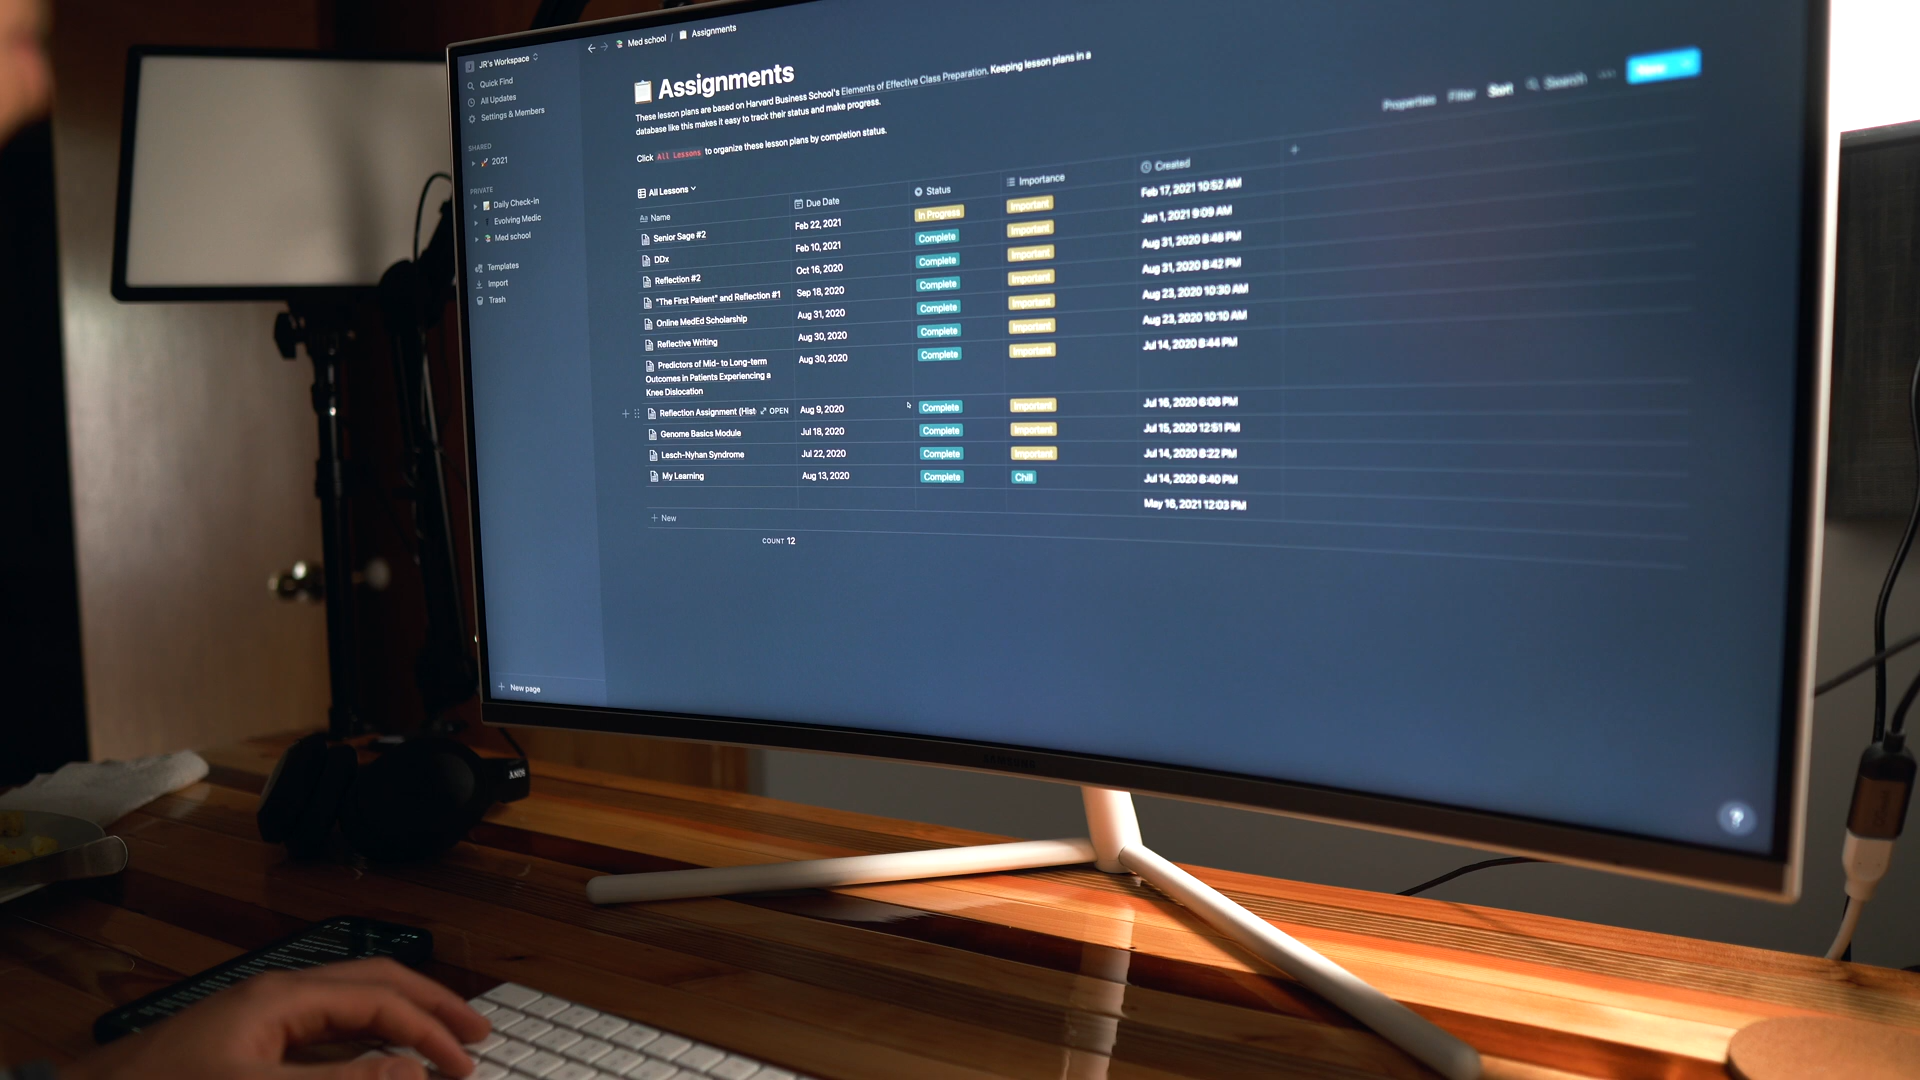 JR's Workspace
Quick Find
All Updates
Settings & Members
SHARED
2021
PRIVATE
Daily Check-in
Evolving Medic
Med school
Templates
Import
Trash
New page
Med school / Assignments
Assignments
These lesson plans are based on Harvard Business School's Elements of Effective Class Preparation. Keeping lesson plans in a
database like this makes it easy to track their status and make progress.
Click All Lessons to organize these lesson plans by completion status.
Properties Filter Sort Search
All Lessons
Name Due Date Status Importance Created
Senior Sage #2 Feb 22, 2021 In Progress Important Feb 17, 2021 10:52 AM
DDx Feb 10, 2021 Complete Important Jan 1, 2021 9:09 AM
Reflection #2 Oct 16, 2020 Complete Important Aug 31, 2020 8:48 PM
"The First Patient" and Reflection #1 Sep 18, 2020 Complete Important Aug 31, 2020 8:42 PM
Online MedEd Scholarship Aug 31, 2020 Complete Important Aug 23, 2020 10:30 AM
Reflective Writing Aug 30, 2020 Complete Important Aug 23, 2020 10:10 AM
Predictors of Mid- to Long-term Aug 30, 2020 Complete Important Jul 14, 2020 8:44 PM
Outcomes in Patients Experiencing a
Knee Dislocation
Reflection Assignment (Hist OPEN Aug 9, 2020 Complete Important Jul 16, 2020 6:08 PM
Genome Basics Module Jul 18, 2020 Complete Important Jul 15, 2020 12:51 PM
Lesch-Nyhan Syndrome Jul 22, 2020 Complete Important Jul 14, 2020 8:22 PM
My Learning Aug 13, 2020 Complete Chill Jul 14, 2020 8:40 PM
May 16, 2021 12:03 PM
New
COUNT 12
?
SAMSUNG
SONY